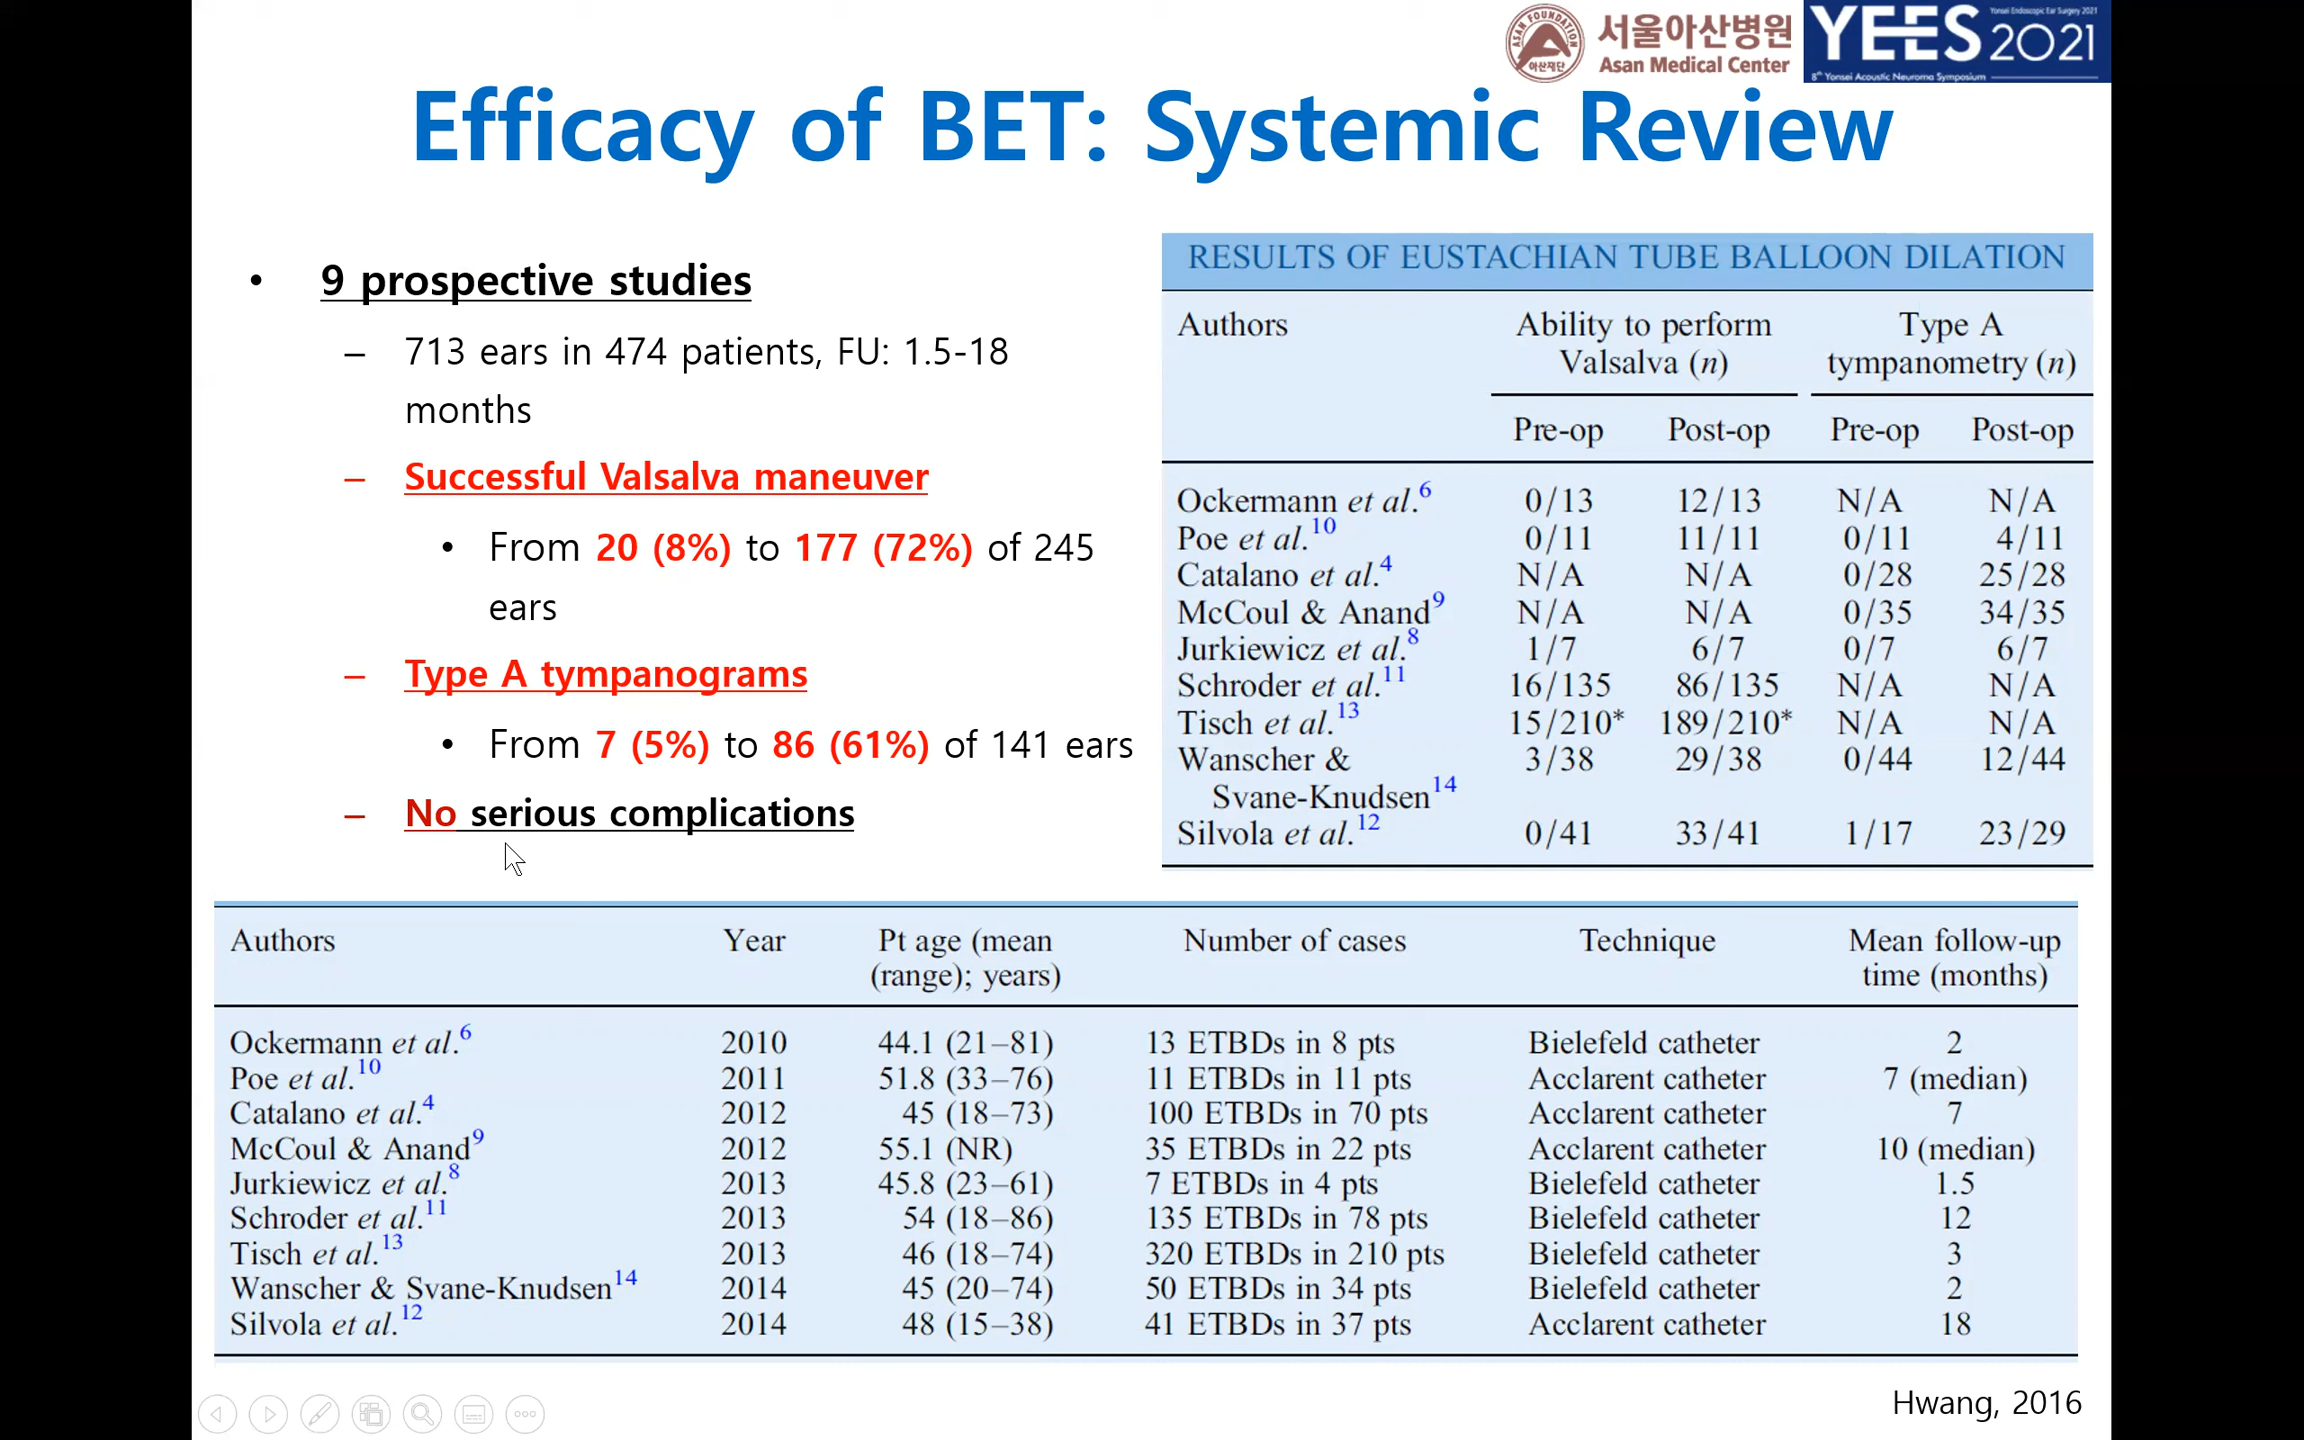 서울아산병원
Asan Medical Center
ASAN FOUNDATION
아산재단
YEES 2021
Yonsei Endoscopic Ear Surgery 2021
8th Yonsei Acoustic Neuroma Symposium
Efficacy of BET: Systemic Review
• 9 prospective studies
– 713 ears in 474 patients, FU: 1.5-18
months
– Successful Valsalva maneuver
• From 20 (8%) to 177 (72%) of 245
ears
– Type A tympanograms
• From 7 (5%) to 86 (61%) of 141 ears
– No serious complications
RESULTS OF EUSTACHIAN TUBE BALLOON DILATION
Authors Ability to perform Type A
Valsalva (n) tympanometry (n)
Pre-op Post-op Pre-op Post-op
Ockermann et al.6 0/13 12/13 N/A N/A
Poe et al.10 0/11 11/11 0/11 4/11
Catalano et al.4 N/A N/A 0/28 25/28
McCoul & Anand9 N/A N/A 0/35 34/35
Jurkiewicz et al.8 1/7 6/7 0/7 6/7
Schroder et al.11 16/135 86/135 N/A N/A
Tisch et al.13 15/210* 189/210* N/A N/A
Wanscher & 3/38 29/38 0/44 12/44
Svane-Knudsen14
Silvola et al.12 0/41 33/41 1/17 23/29
Authors Year Pt age (mean Number of cases Technique Mean follow-up
(range); years) time (months)
Ockermann et al.6 2010 44.1 (21–81) 13 ETBDs in 8 pts Bielefeld catheter 2
Poe et al.10 2011 51.8 (33–76) 11 ETBDs in 11 pts Acclarent catheter 7 (median)
Catalano et al.4 2012 45 (18–73) 100 ETBDs in 70 pts Acclarent catheter 7
McCoul & Anand9 2012 55.1 (NR) 35 ETBDs in 22 pts Acclarent catheter 10 (median)
Jurkiewicz et al.8 2013 45.8 (23–61) 7 ETBDs in 4 pts Bielefeld catheter 1.5
Schroder et al.11 2013 54 (18–86) 135 ETBDs in 78 pts Bielefeld catheter 12
Tisch et al.13 2013 46 (18–74) 320 ETBDs in 210 pts Bielefeld catheter 3
Wanscher & Svane-Knudsen14 2014 45 (20–74) 50 ETBDs in 34 pts Bielefeld catheter 2
Silvola et al.12 2014 48 (15–38) 41 ETBDs in 37 pts Acclarent catheter 18
Hwang, 2016